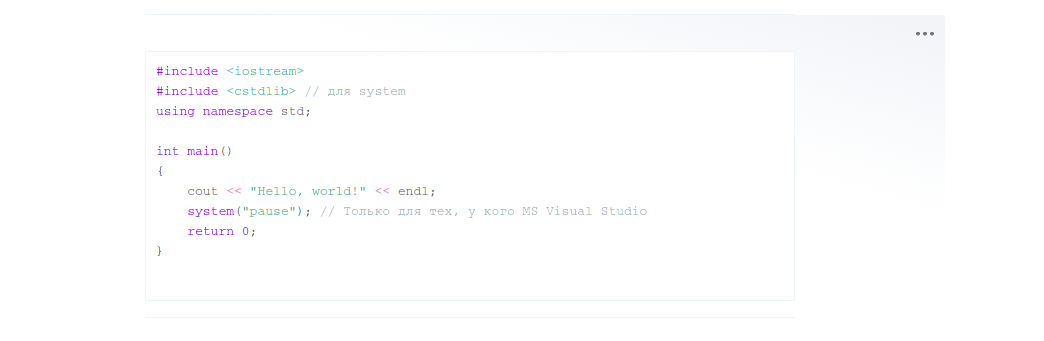 #include <iostream>
#include <cstdlib> // для system
using namespace std;
int main()
{
    cout << "Hello, world!" << endl;
    system("pause"); // Только для тех, у кого MS Visual Studio
    return 0;
}